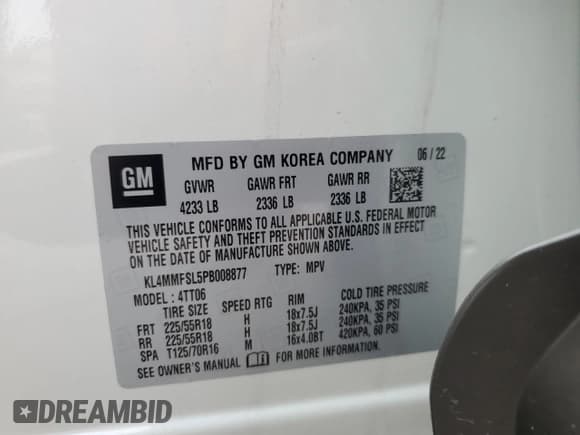 GM
MFD BY GM KOREA COMPANY 06 / 22
GVWR GAWR FRT GAWR RR
4233 LB 2336 LB 2336 LB
THIS VEHICLE CONFORMS TO ALL APPLICABLE U.S. FEDERAL MOTOR
VEHICLE SAFETY AND THEFT PREVENTION STANDARDS IN EFFECT
ON THE DATE OF MANUFACTURE SHOWN ABOVE.
KL4MMFSL5PB008877 TYPE: MPV
MODEL : 4TT06
TIRE SIZE SPEED RTG RIM COLD TIRE PRESSURE
FRT 225/55R18 H 18x7.5J 240KPA, 35 PSI
RR 225/55R18 H 18x7.5J 240KPA, 35 PSI
SPA T125/70R16 M 16x4.0BT 420KPA, 60 PSI
SEE OWNER'S MANUAL FOR MORE INFORMATION.
DREAMBID